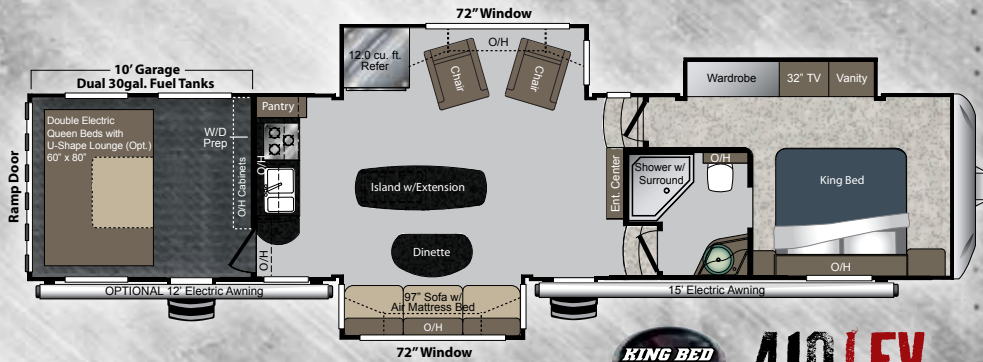 72" Window
O/H
12.0 cu. ft.
Refer
Chair
Chair
10' Garage
Dual 30gal. Fuel Tanks
Wardrobe
32" TV
Vanity
Pantry
Double Electric
Queen Beds with
U-Shape Lounge (Opt.)
60" x 80"
W/D
Prep
O/H
O/H Cabinets
Ramp Door
Ent. Center
Shower w/
Surround
O/H
King Bed
Island w/Extension
Dinette
O/H
O/H
OPTIONAL 12' Electric Awning
97" Sofa w/
Air Mattress Bed
O/H
15' Electric Awning
72" Window
KING BED